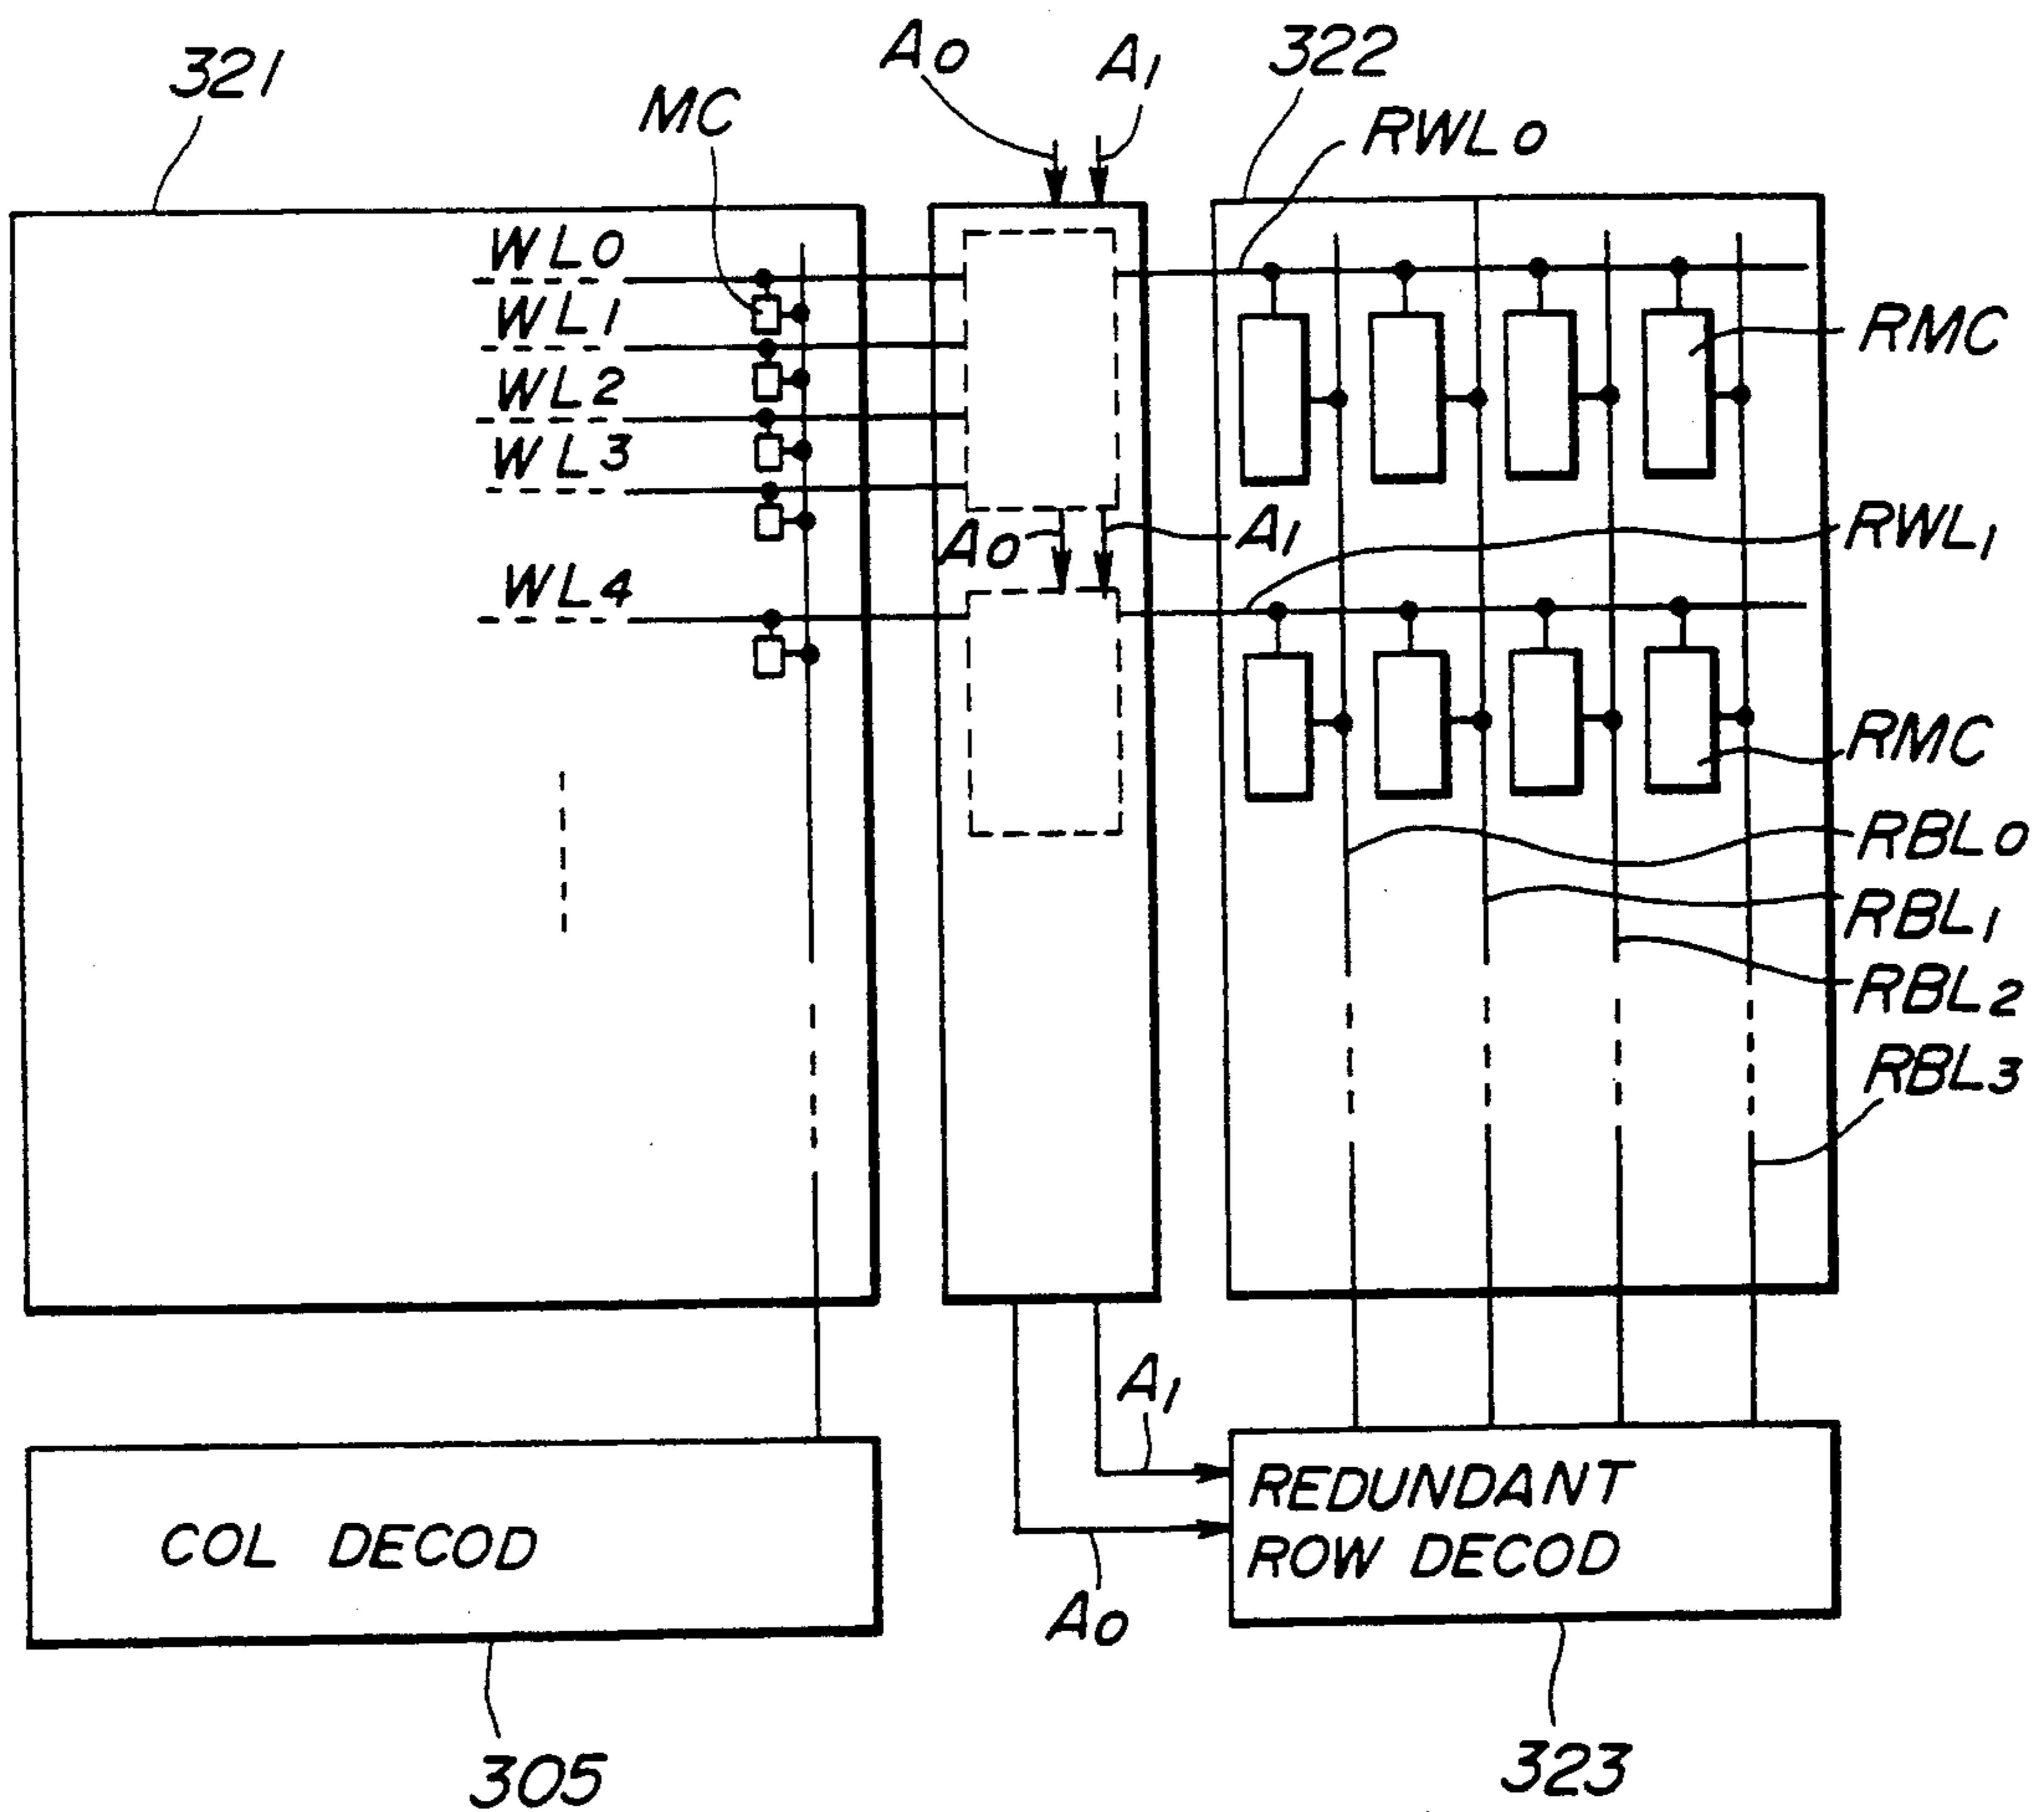 321
MC
A0
A1
322
RWL0
WL0
WL1
WL2
WL3
WL4
A0
A1
RMC
RWL1
RMC
RBL0
RBL1
RBL2
RBL3
A1
A0
COL DECOD
REDUNDANT
ROW DECOD
305
323